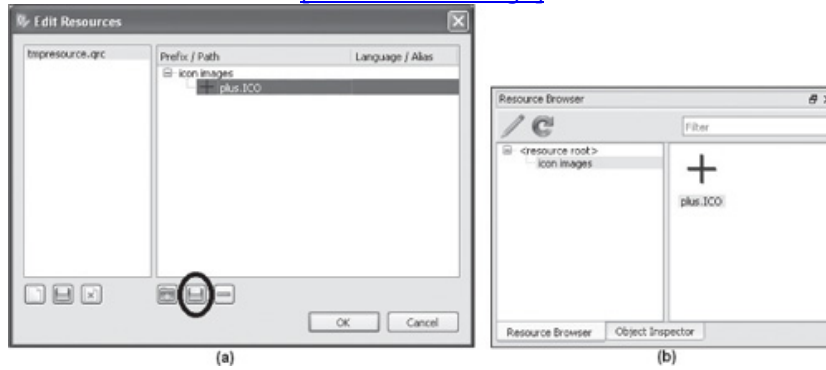 Edit Resources
tmpresource.qrc
Prefix / Path
Language / Alias
icon images
plus.ICO
OK
Cancel
(a)
Resource Browser
Filter
<resource root>
icon images
plus.ICO
Resource Browser
Object Inspector
(b)